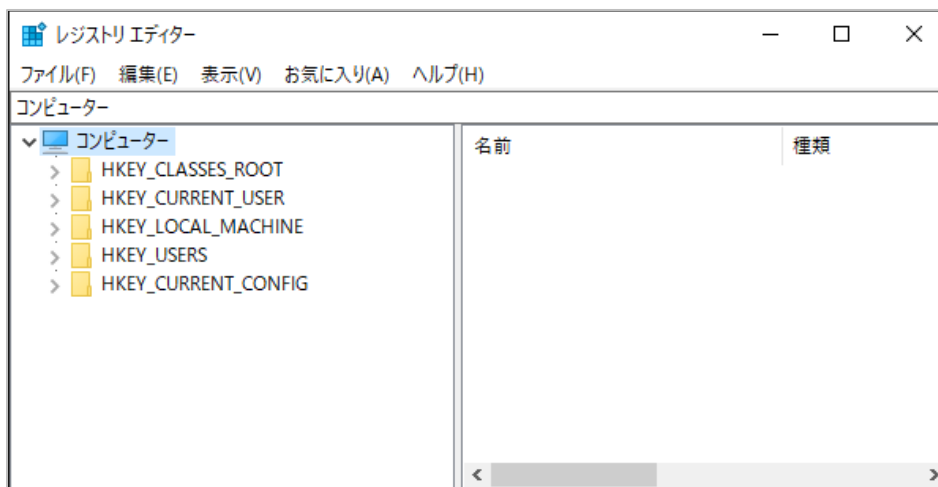 レジストリ エディター
ファイル(F) 編集(E) 表示(V) お気に入り(A) ヘルプ(H)
コンピューター
コンピューター
HKEY_CLASSES_ROOT
HKEY_CURRENT_USER
HKEY_LOCAL_MACHINE
HKEY_USERS
HKEY_CURRENT_CONFIG
名前 種類